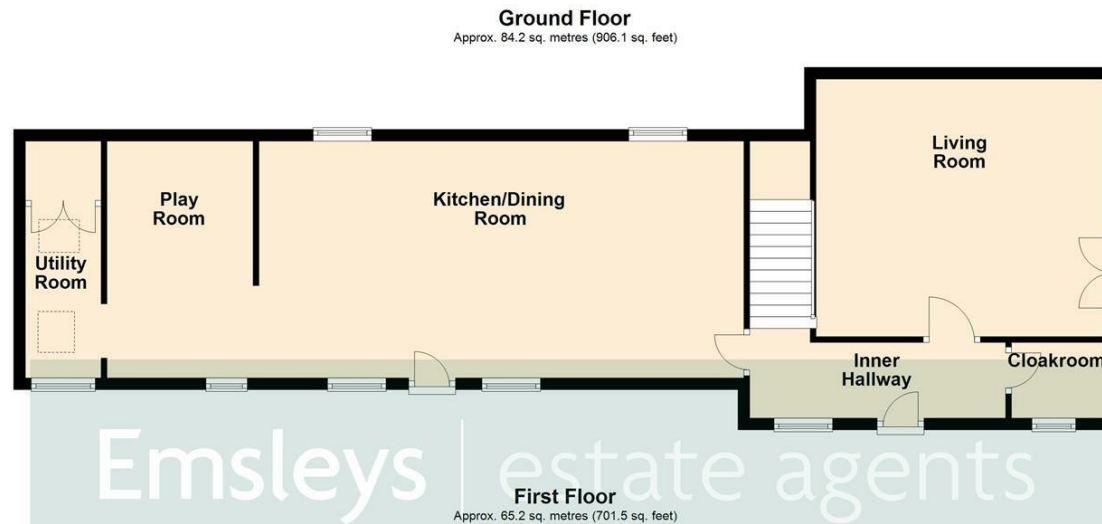 Ground Floor
Approx. 84.2 sq. metres (906.1 sq. feet)
Living
Room
Play
Room
Kitchen/Dining
Room
Utility
Room
Inner
Hallway
Cloakroom
Emsleys | estate agents
First Floor
Approx. 65.2 sq. metres (701.5 sq. feet)